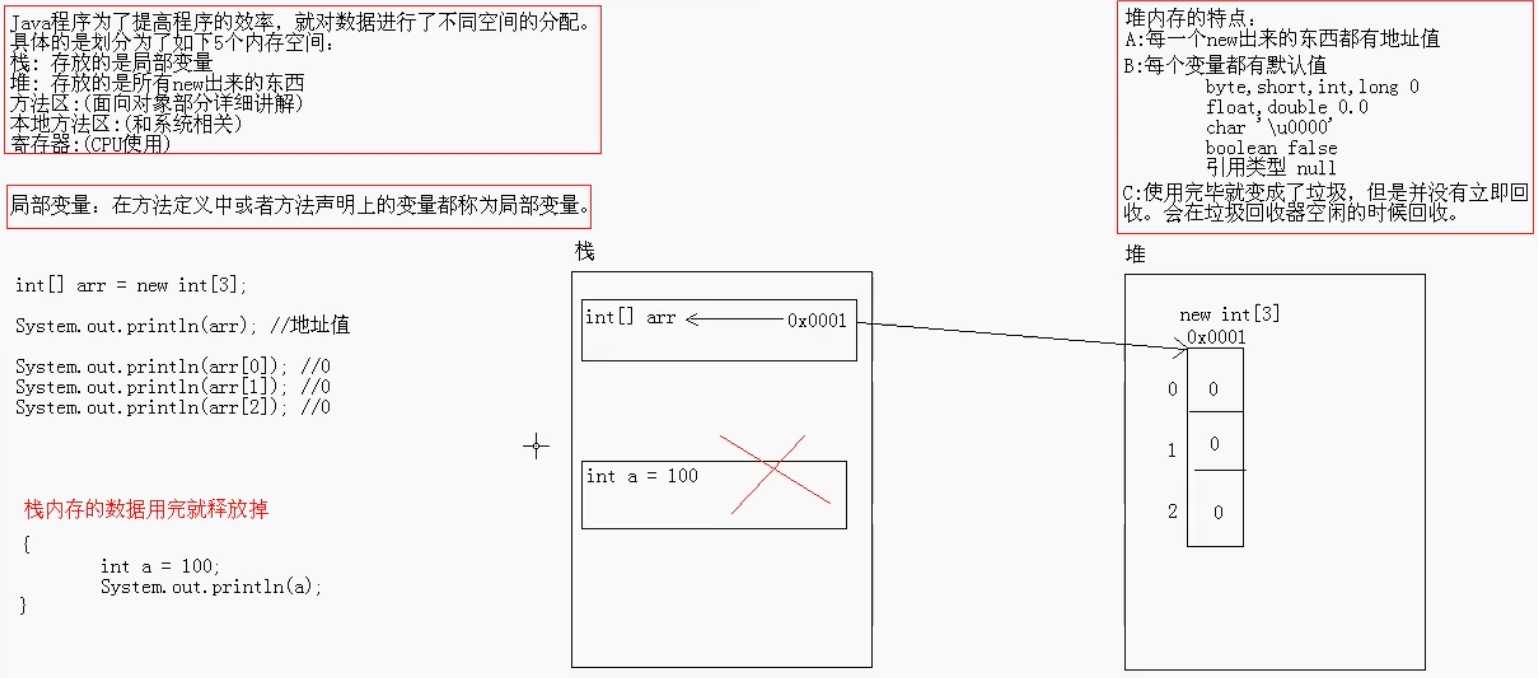 Java程序为了提高程序的效率，就对数据进行了不同空间的分配。
具体的是划分为了如下5个内存空间：
栈：存放的是局部变量
堆：存放的是所有new出来的东西
方法区:(面向对象部分详细讲解)
本地方法区:(和系统相关)
寄存器:(CPU使用)
局部变量：在方法定义中或者方法声明上的变量都称为局部变量。
int[] arr = new int[3];
System.out.println(arr); //地址值
System.out.println(arr[0]); //0
System.out.println(arr[1]); //0
System.out.println(arr[2]); //0
栈内存的数据用完就释放掉
{
int a = 100;
System.out.println(a);
}
栈
int[] arr
0x0001
int a = 100
堆内存的特点：
A:每一个new出来的东西都有地址值
B:每个变量都有默认值
byte,short,int,long 0
float,double 0.0
char '\u0000'
boolean false
引用类型 null
C:使用完毕就变成了垃圾，但是并没有立即回
收。会在垃圾回收器空闲的时候回收。
堆
new int[3]
0x0001
0 0
1 0
2 0